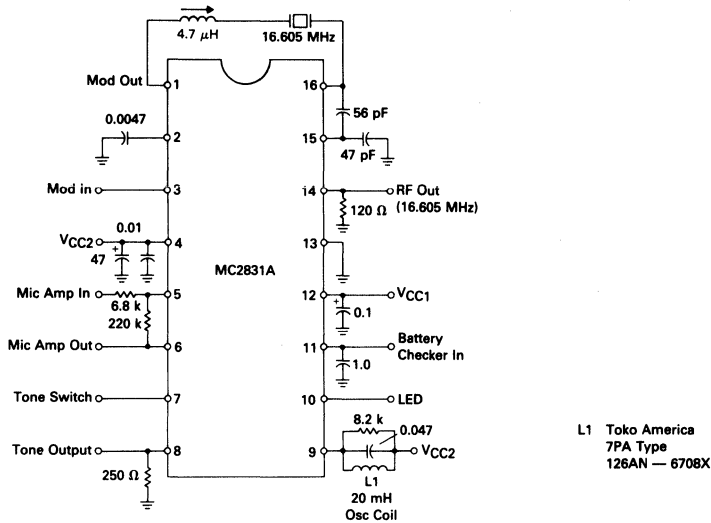 4.7 μH
16.605 MHz
Mod Out
1
16
56 pF
0.0047
2
15
47 pF
Mod in
3
14
RF Out
(16.605 MHz)
120 Ω
0.01
VCC2
4
+
47
13
MC2831A
Mic Amp In
5
6.8 k
220 k
12
VCC1
+
0.1
Mic Amp Out
6
11
Battery
Checker In
1.0
Tone Switch
7
10
LED
8.2 k
0.047
Tone Output
8
250 Ω
9
VCC2
L1
20 mH
Osc Coil
L1 Toko America
7PA Type
126AN — 6708X